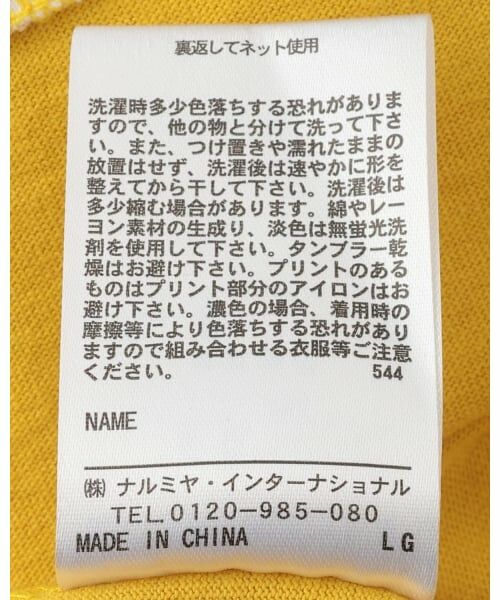 裏返してネット使用
洗濯時多少色落ちする恐れがありま
すので、他の物と分けて洗って下さ
い。また、つけ置きや濡れたままの
放置はせず、洗濯後は速やかに形を
整えてから干して下さい。洗濯後は
多少縮む場合があります。綿やレー
ヨン素材の生成り、淡色は無蛍光洗
剤を使用して下さい。タンブラー乾
燥はお避け下さい。プリントのある
ものはプリント部分のアイロンはお
避け下さい。濃色の場合、着用時の
摩擦等により色落ちする恐れがあり
ますので組み合わせる衣服等ご注意
ください。 544
NAME
㈱ ナルミヤ・インターナショナル
TEL.0120-985-080
MADE IN CHINA LG